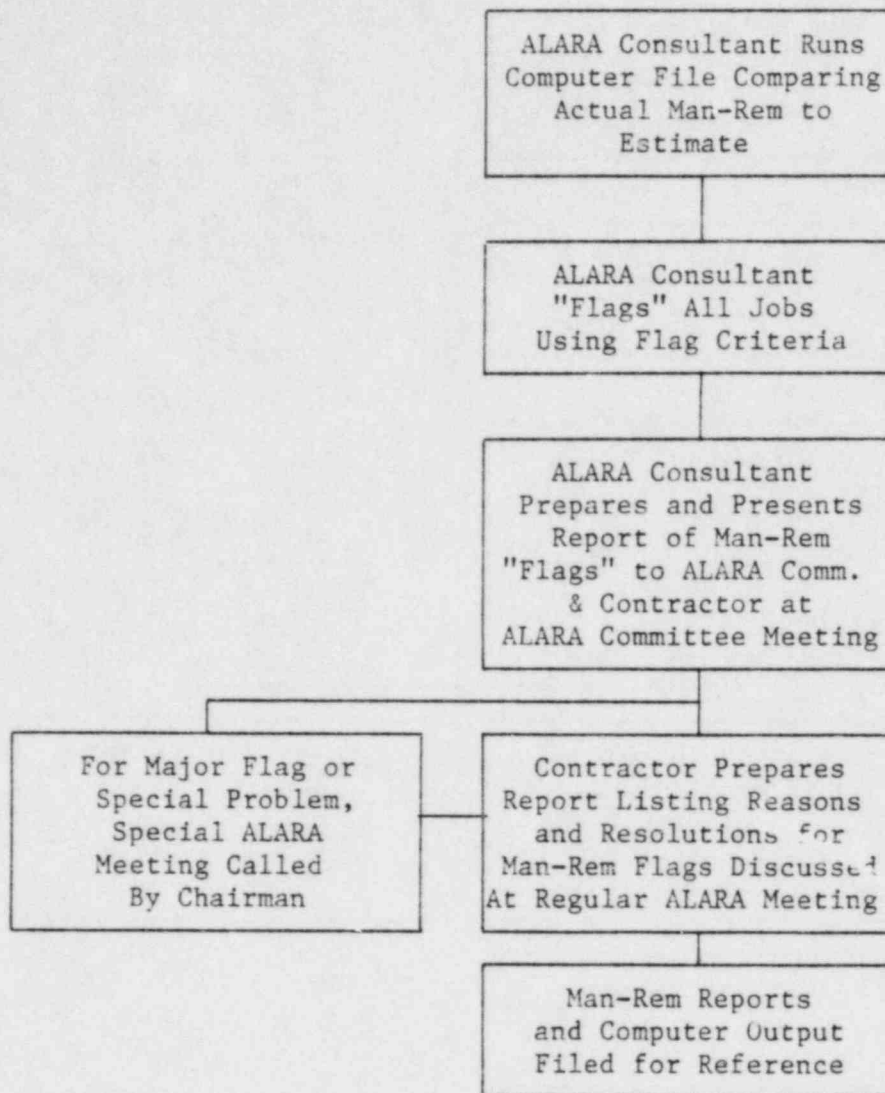 ALARA Consultant Runs
Computer File Comparing
Actual Man-Rem to
Estimate
ALARA Consultant
"Flags" All Jobs
Using Flag Criteria
ALARA Consultant
Prepares and Presents
Report of Man-Rem
"Flags" to ALARA Comm.
& Contractor at
ALARA Committee Meeting
For Major Flag or
Special Problem,
Special ALARA
Meeting Called
By Chairman
Contractor Prepares
Report Listing Reasons
and Resolutions for
Man-Rem Flags Discussed
At Regular ALARA Meeting
Man-Rem Reports
and Computer Output
Filed for Reference